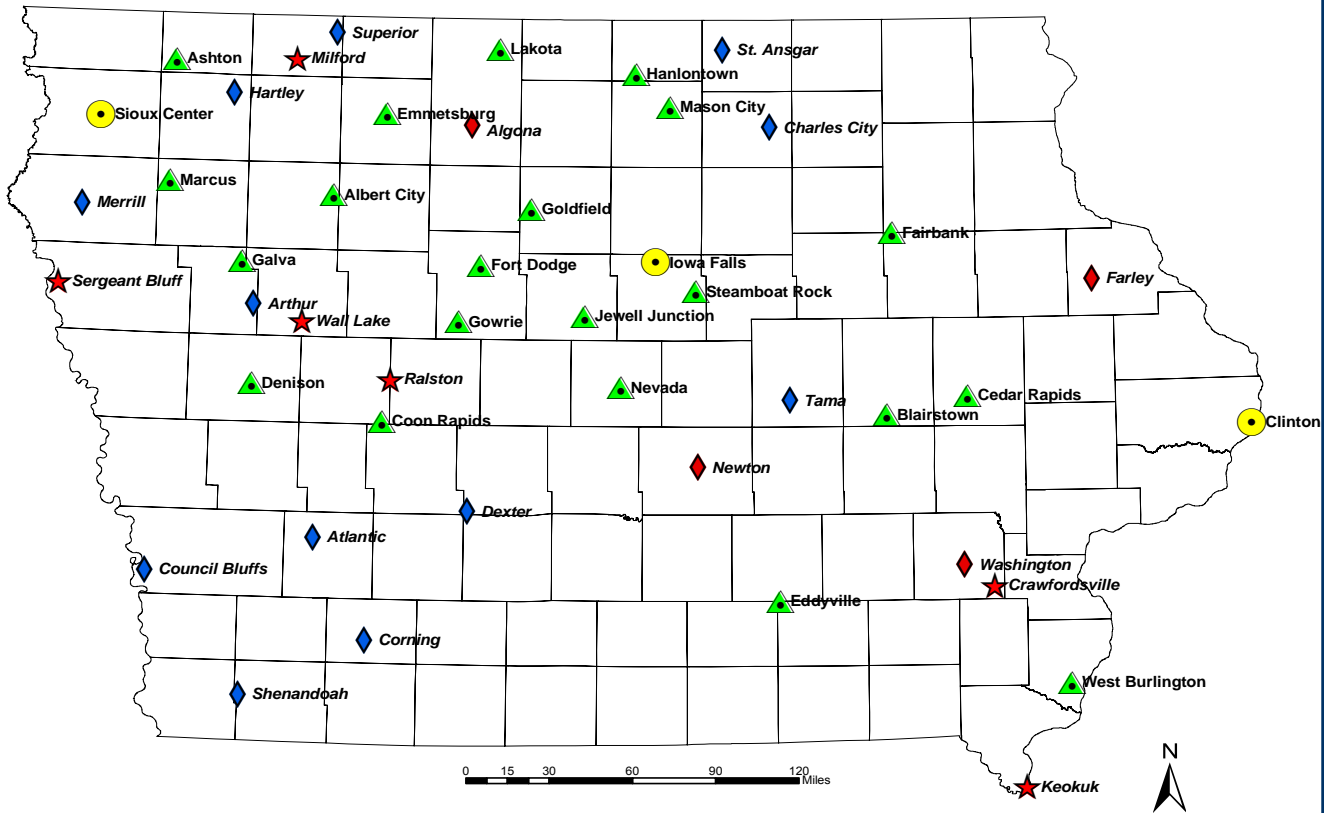 Superior
Lakota
St. Ansgar
Ashton
Milford
Hanlontown
Hartley
Mason City
Sioux Center
Emmetsburg
Algona
Charles City
Marcus
Merrill
Albert City
Goldfield
Fairbank
Galva
Fort Dodge
Iowa Falls
Sergeant Bluff
Farley
Steamboat Rock
Arthur
Wall Lake
Gowrie
Jewell Junction
Denison
Ralston
Nevada
Tama
Cedar Rapids
Coon Rapids
Blairstown
Clinton
Newton
Dexter
Atlantic
Council Bluffs
Washington
Crawfordsville
Eddyville
Corning
West Burlington
Shenandoah
N
0 15 30 60 90 120
Miles
Keokuk